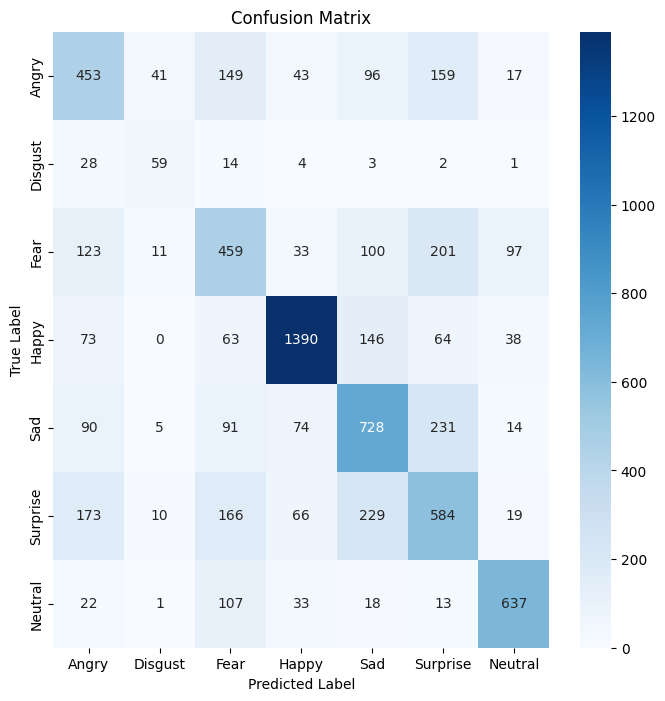 Confusion Matrix
True Label
Angry 453 41 149 43 96 159 17
Disgust 28 59 14 4 3 2 1
Fear 123 11 459 33 100 201 97
Happy 73 0 63 1390 146 64 38
Sad 90 5 91 74 728 231 14
Surprise 173 10 166 66 229 584 19
Neutral 22 1 107 33 18 13 637
Angry Disgust Fear Happy Sad Surprise Neutral
Predicted Label
1200
1000
800
600
400
200
0